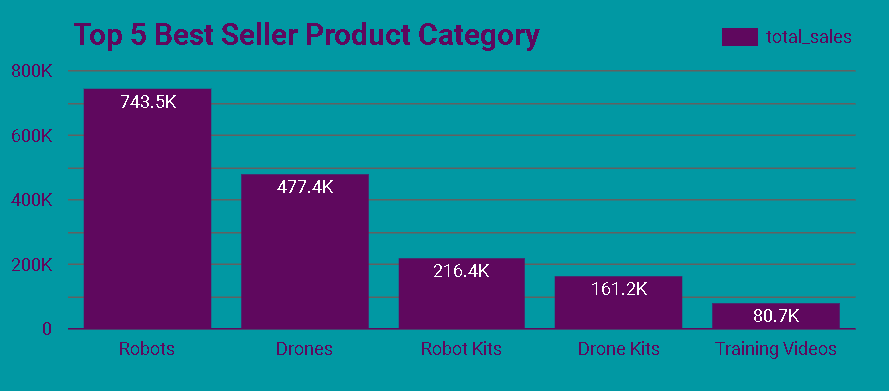 Top 5 Best Seller Product Category
total_sales
800K
743.5K
600K
477.4K
400K
216.4K
200K
161.2K
80.7K
0
Robots Drones Robot Kits Drone Kits Training Videos